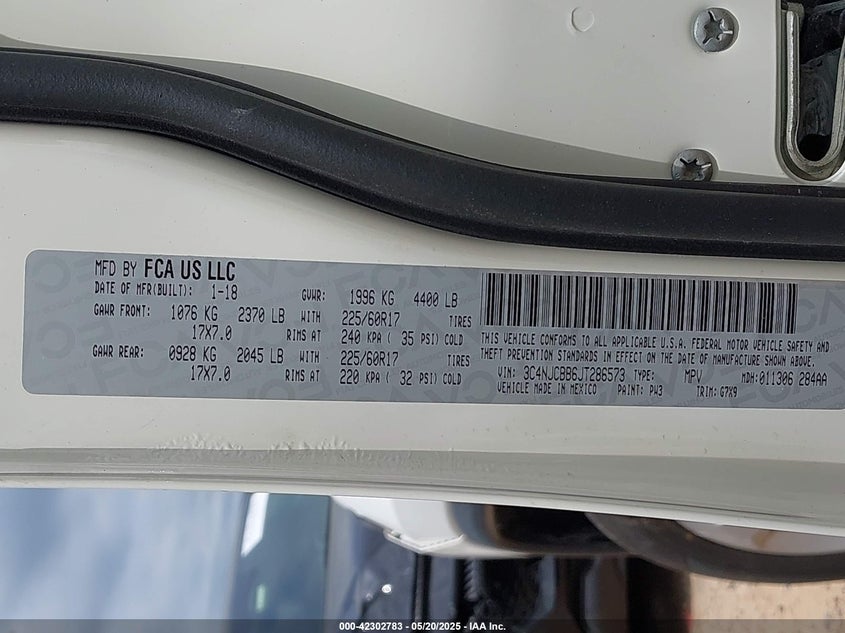 MFD BY FCA US LLC
DATE OF MFR(BUILT): 1-18 GVWR: 1996 KG 4400 LB
GAWR FRONT: 1076 KG 2370 LB WITH 225/60R17 TIRES
17X7.0 RIMS AT 240 KPA ( 35 PSI) COLD
GAWR REAR: 0928 KG 2045 LB WITH 225/60R17 TIRES
17X7.0 RIMS AT 220 KPA ( 32 PSI) COLD
THIS VEHICLE CONFORMS TO ALL APPLICABLE U.S.A. FEDERAL MOTOR VEHICLE SAFETY AND
THEFT PREVENTION STANDARDS IN EFFECT ON THE DATE OF MANUFACTURE SHOWN ABOVE.
VIN: 3C4NJCBB6JT286573 TYPE: MPV MDH:011306 284AA
VEHICLE MADE IN MEXICO PAINT: PW3 TRIM: G7X9
000-42302783 - 05/20/2025 - IAA Inc.